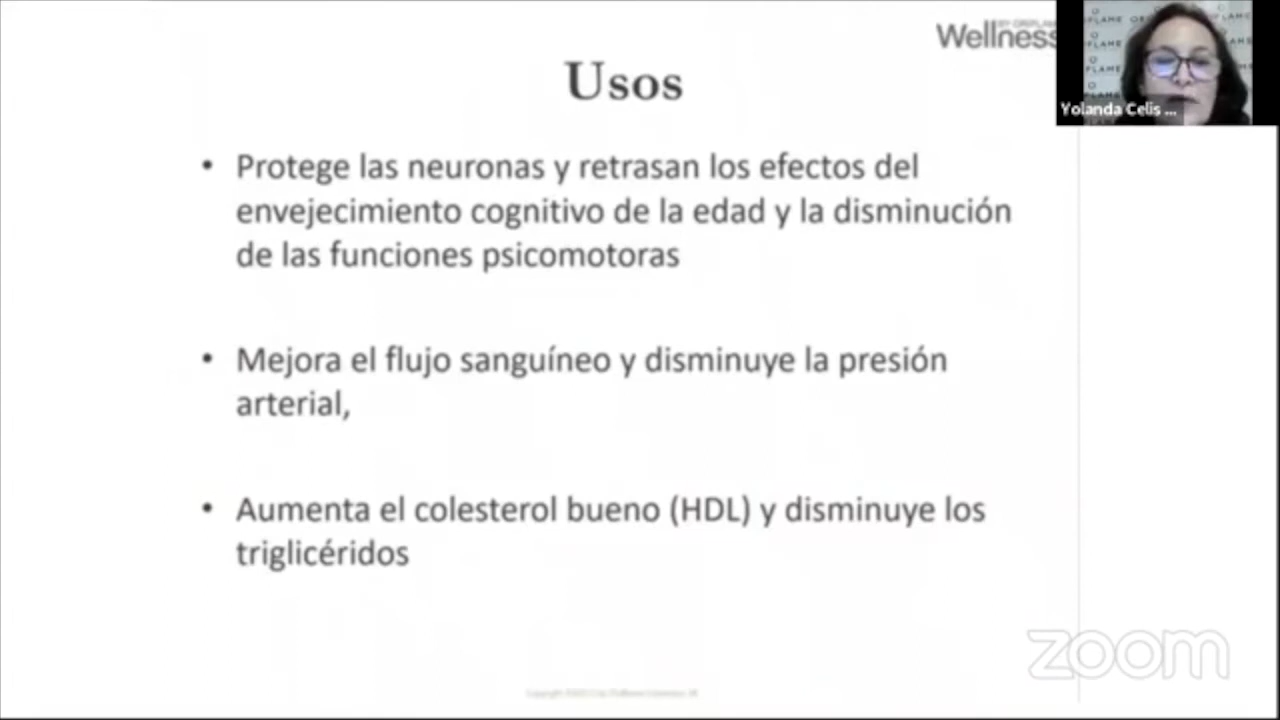 BY ORIFLAME
Wellness
Usos
• Protege las neuronas y retrasan los efectos del
envejecimiento cognitivo de la edad y la disminución
de las funciones psicomotoras
• Mejora el flujo sanguíneo y disminuye la presión
arterial,
• Aumenta el colesterol bueno (HDL) y disminuye los
triglicéridos
Yolanda Celis ...
zoom